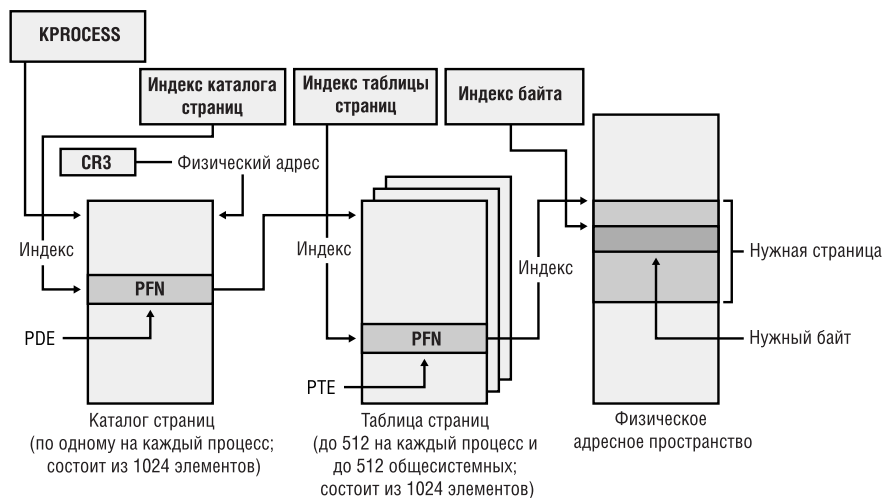 KPROCESS
Индекс каталога
страниц
Индекс таблицы
страниц
Индекс байта
CR3
Физический адрес
Индекс
Индекс
Индекс
Нужная страница
PFN
PDE
PFN
Нужный байт
PTE
Каталог страниц
(по одному на каждый процесс;
состоит из 1024 элементов)
Таблица страниц
(до 512 на каждый процесс и
до 512 общесистемных;
состоит из 1024 элементов)
Физическое
адресное пространство